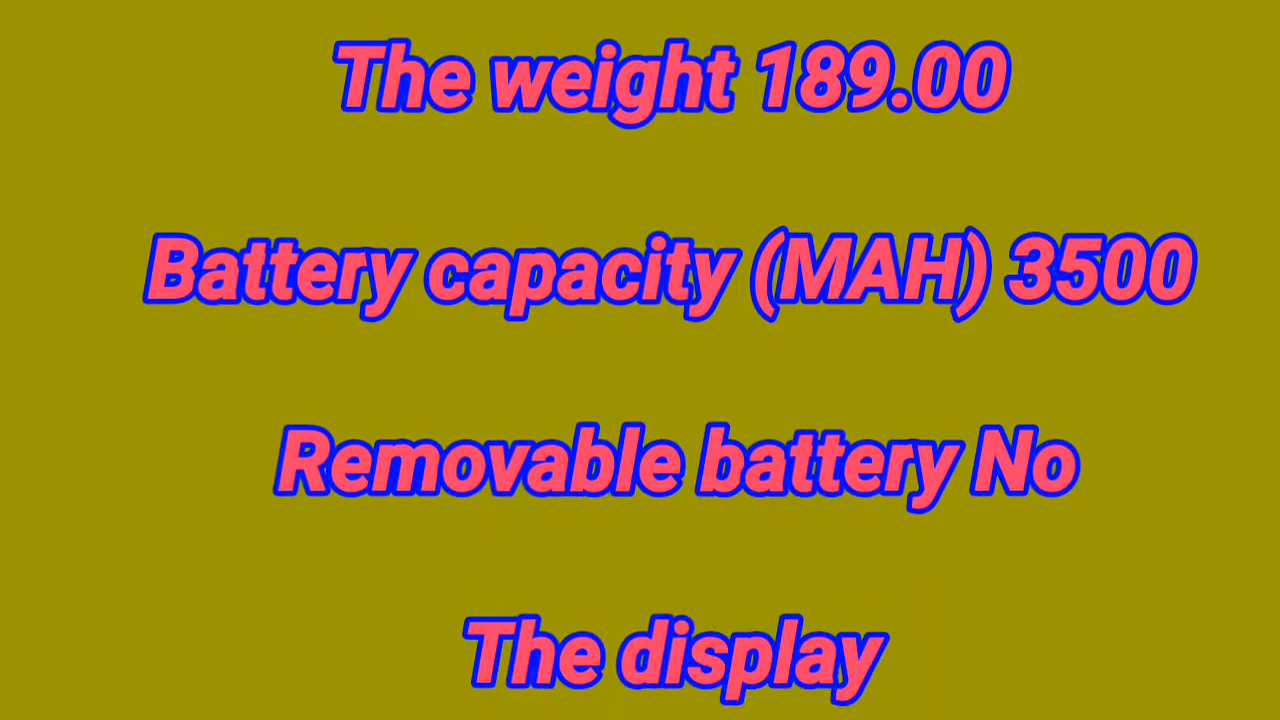 The weight 189.00
Battery capacity (MAH) 3500
Removable battery No
The display